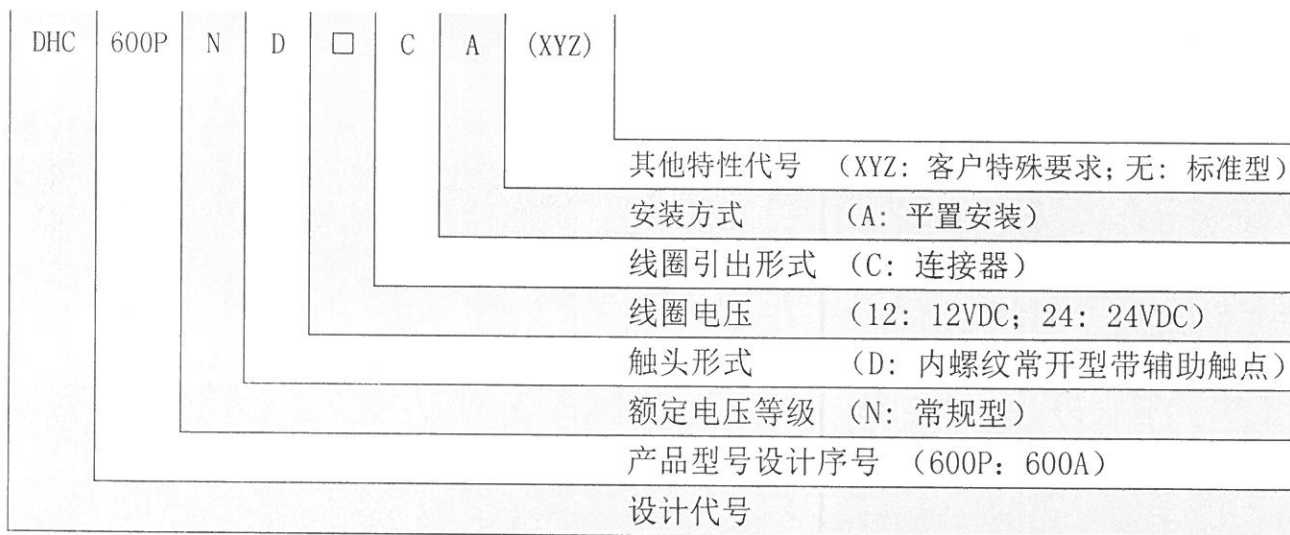 DHC 600P N D □ C A (XYZ)
其他特性代号 （XYZ: 客户特殊要求; 无: 标准型）
安装方式 （A: 平置安装）
线圈引出形式 （C: 连接器）
线圈电压 （12: 12VDC; 24: 24VDC）
触头形式 （D: 内螺纹常开型带辅助触点）
额定电压等级 （N: 常规型）
产品型号设计序号 （600P: 600A）
设计代号